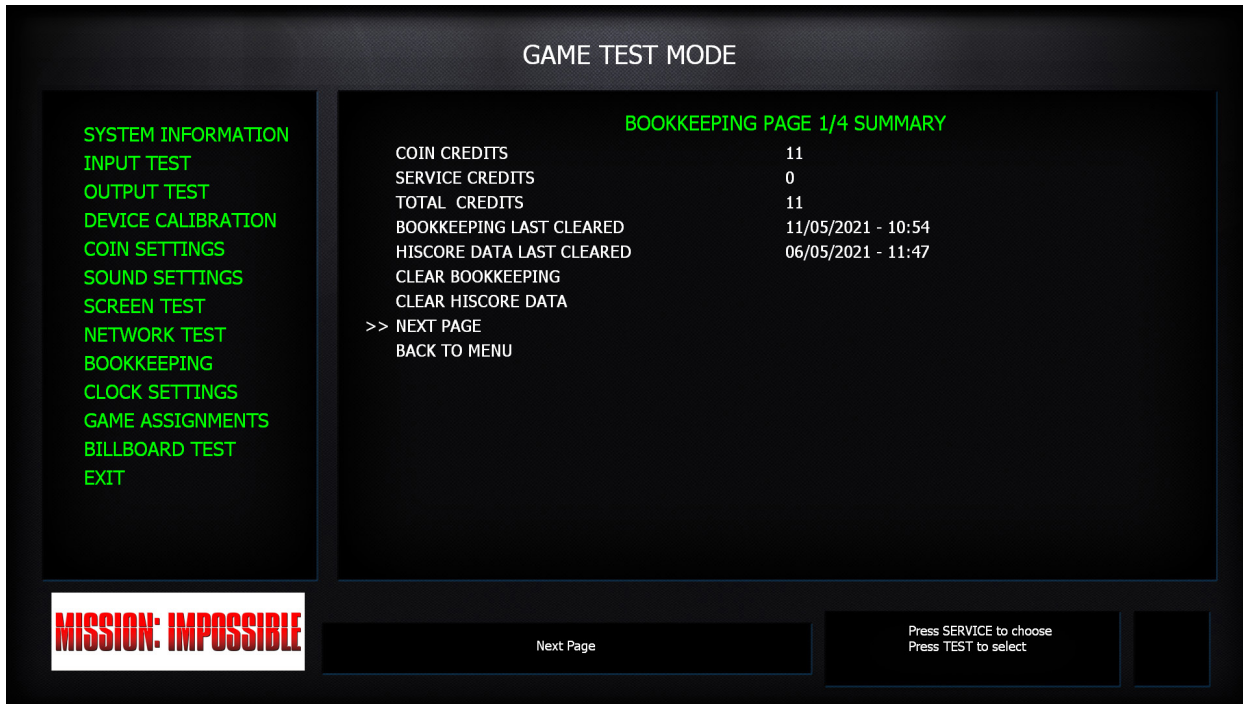 GAME TEST MODE
SYSTEM INFORMATION
INPUT TEST
OUTPUT TEST
DEVICE CALIBRATION
COIN SETTINGS
SOUND SETTINGS
SCREEN TEST
NETWORK TEST
BOOKKEEPING
CLOCK SETTINGS
GAME ASSIGNMENTS
BILLBOARD TEST
EXIT
BOOKKEEPING PAGE 1/4 SUMMARY
COIN CREDITS 11
SERVICE CREDITS 0
TOTAL CREDITS 11
BOOKKEEPING LAST CLEARED 11/05/2021 - 10:54
HISCORE DATA LAST CLEARED 06/05/2021 - 11:47
CLEAR BOOKKEEPING
CLEAR HISCORE DATA
>> NEXT PAGE
BACK TO MENU
MISSION: IMPOSSIBLE
Next Page
Press SERVICE to choose
Press TEST to select